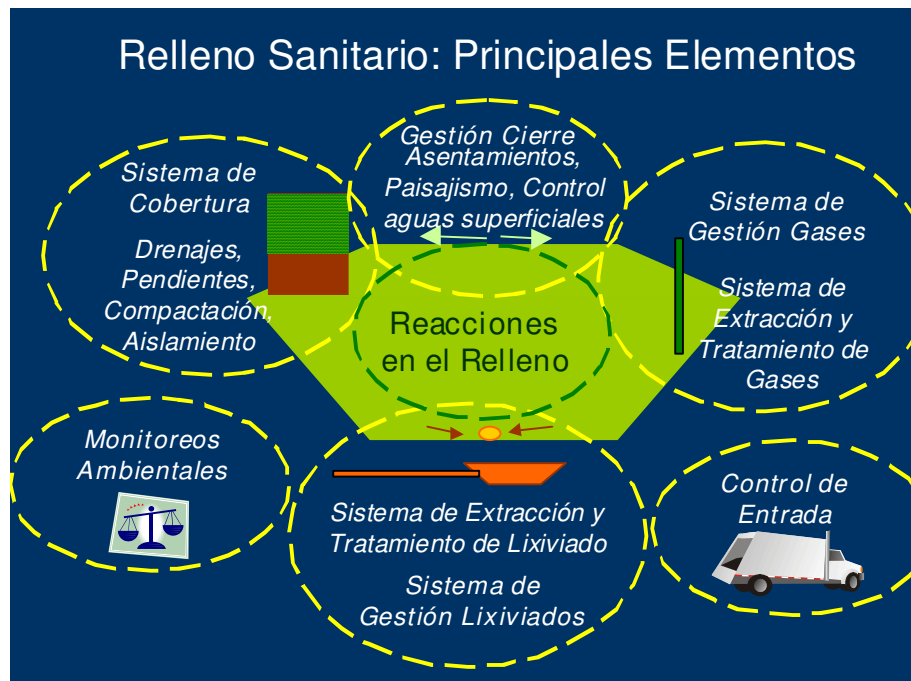 Relleno Sanitario: Principales Elementos
Sistema de
Cobertura
Drenajes,
Pendientes,
Compactación,
Aislamiento
Gestión Cierre
Asentamientos,
Paisajismo, Control
aguas superficiales
Sistema de
Gestión Gases
Sistema de
Extracción y
Tratamiento de
Gases
Reacciones
en el Relleno
Monitoreos
Ambientales
Sistema de Extracción y
Tratamiento de Lixiviado
Sistema de
Gestión Lixiviados
Control de
Entrada